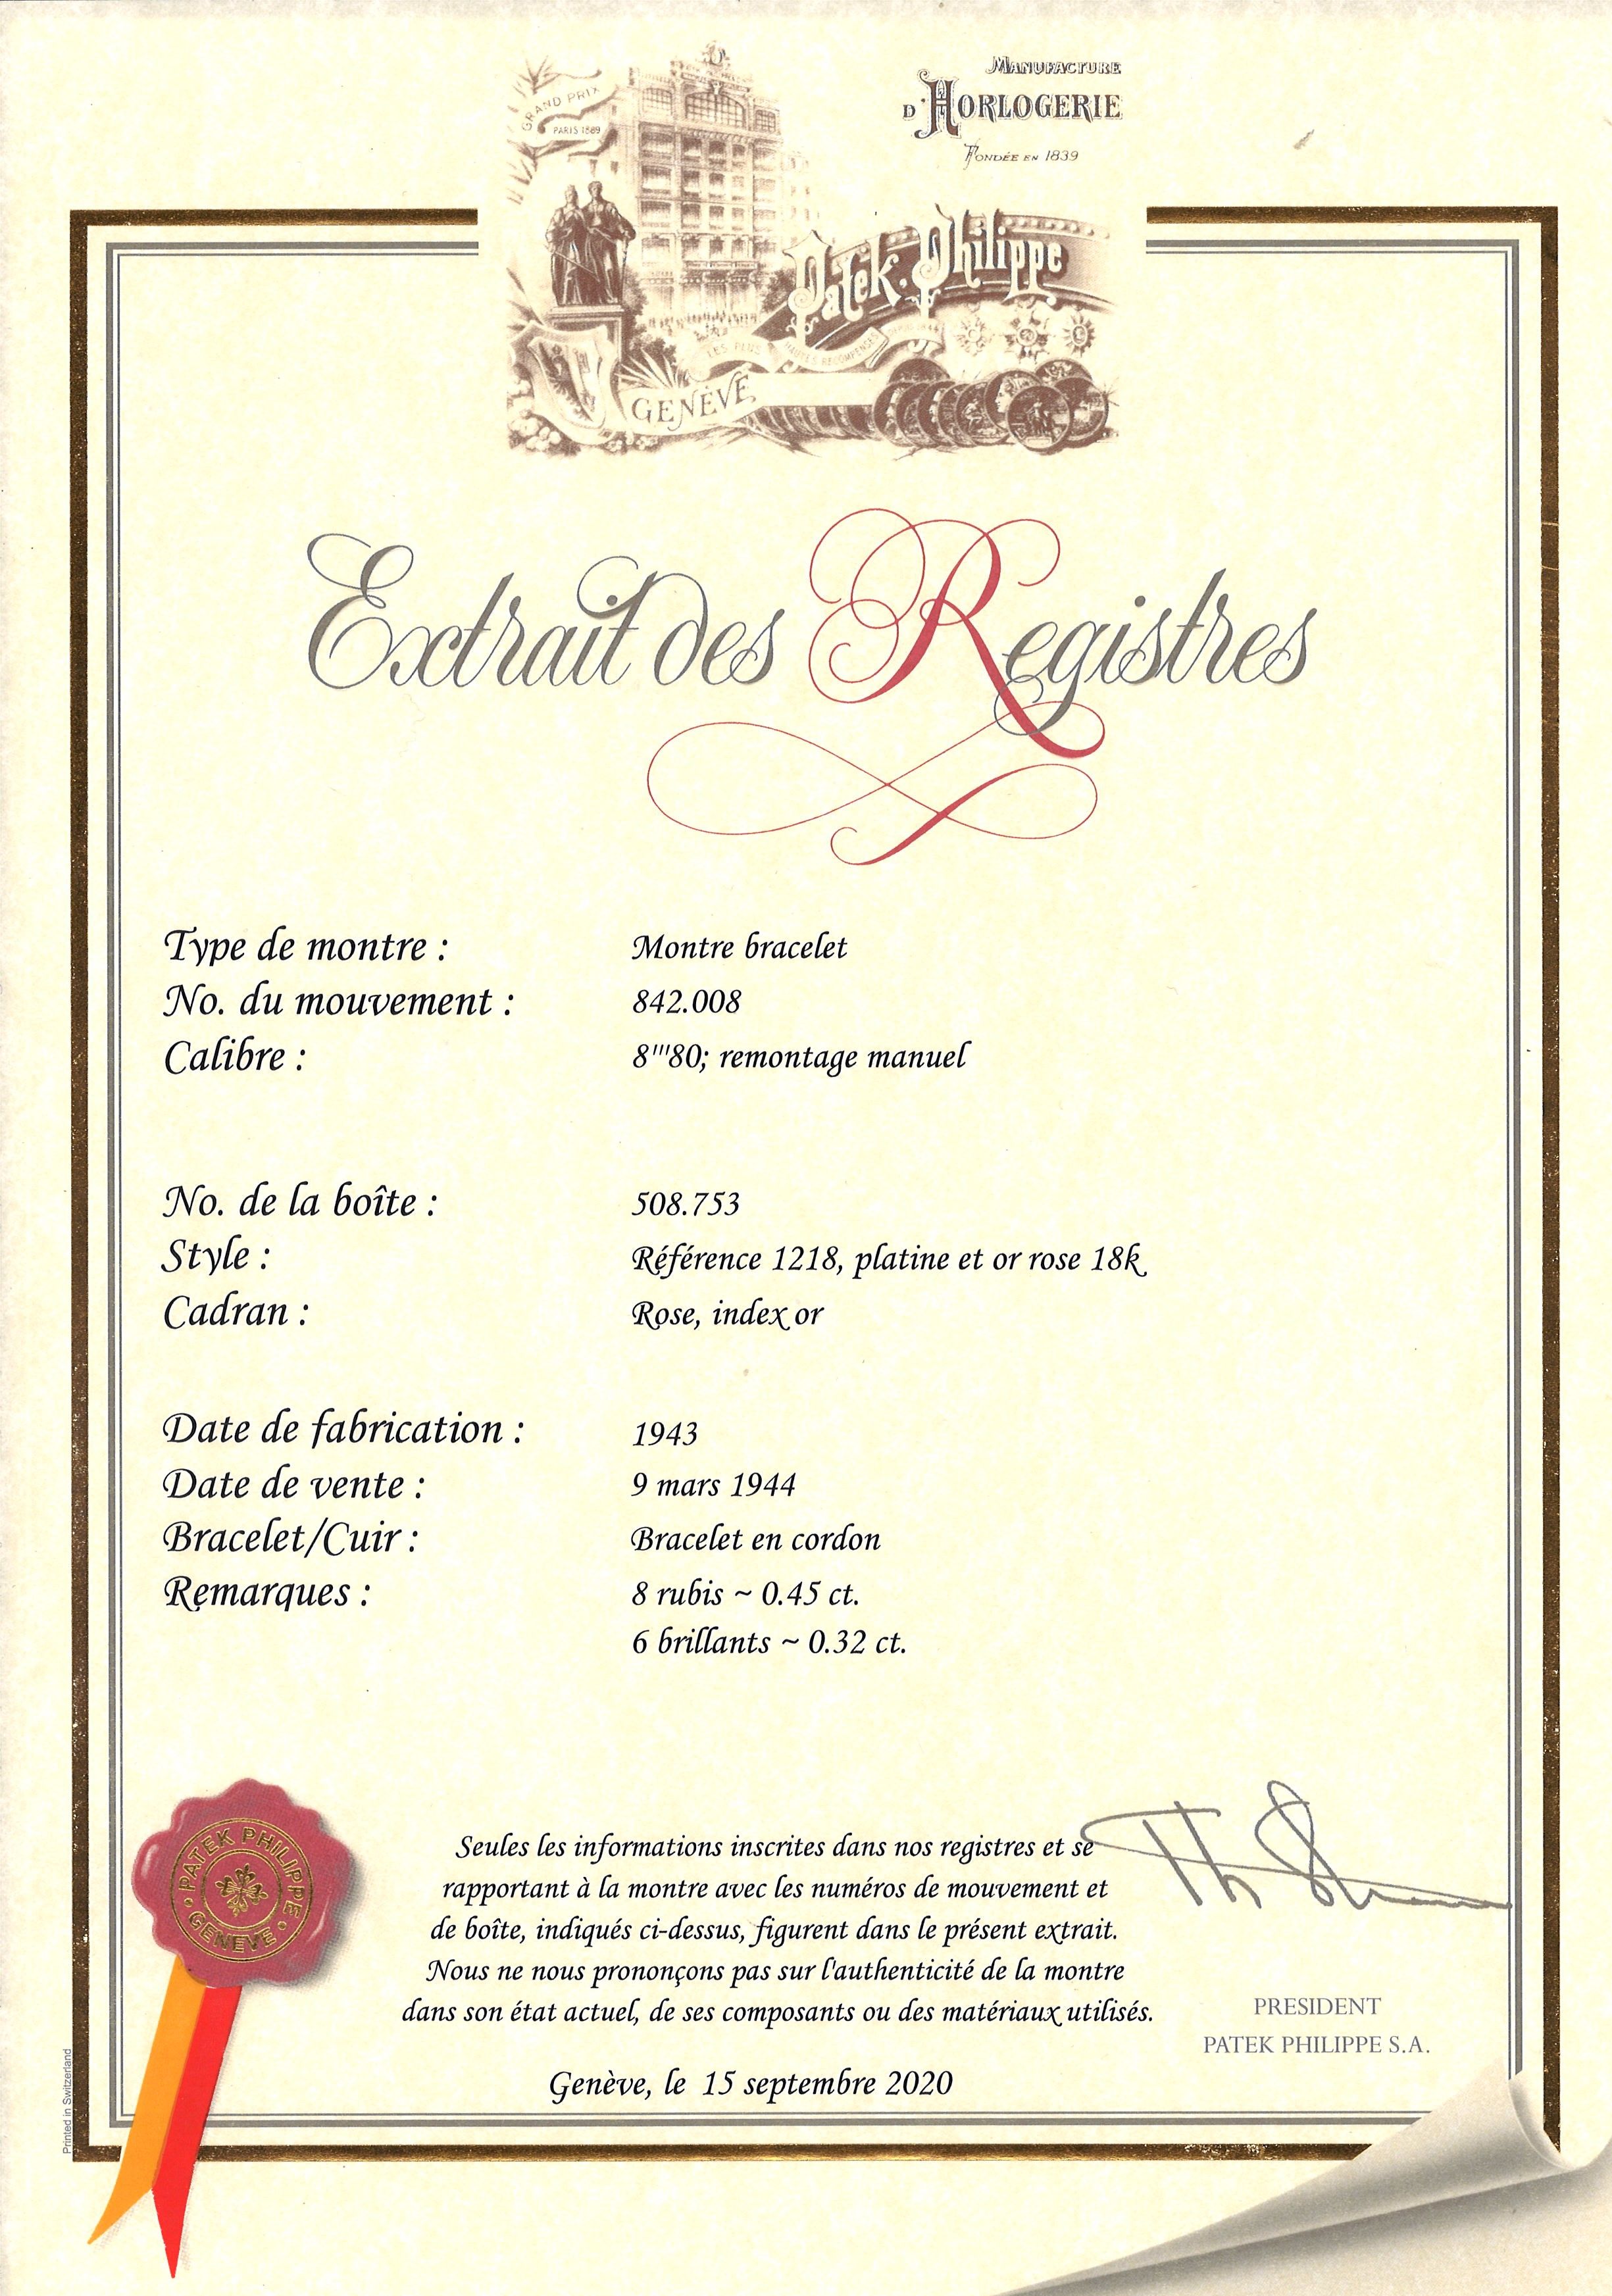 MANUFACTURE
D'HORLOGERIE
FONDÉE EN 1839
GRAND PRIX
PARIS 1889
Patek Philippe
LES PLUS HAUTES RECOMPENSES
GENÈVE
Extrait des Registres
Type de montre : Montre bracelet
No. du mouvement : 842.008
Calibre : 8'''80; remontage manuel
No. de la boîte : 508.753
Style : Référence 1218, platine et or rose 18k
Cadran : Rose, index or
Date de fabrication : 1943
Date de vente : 9 mars 1944
Bracelet/Cuir : Bracelet en cordon
Remarques : 8 rubis ~ 0.45 ct.
6 brillants ~ 0.32 ct.
PATEK PHILIPPE
GENEVE
Seules les informations inscrites dans nos registres et se
rapportant à la montre avec les numéros de mouvement et
de boîte, indiqués ci-dessus, figurent dans le présent extrait.
Nous ne nous prononçons pas sur l'authenticité de la montre
dans son état actuel, de ses composants ou des matériaux utilisés.
PRESIDENT
PATEK PHILIPPE S.A.
Genève, le 15 septembre 2020
Printed in Switzerland